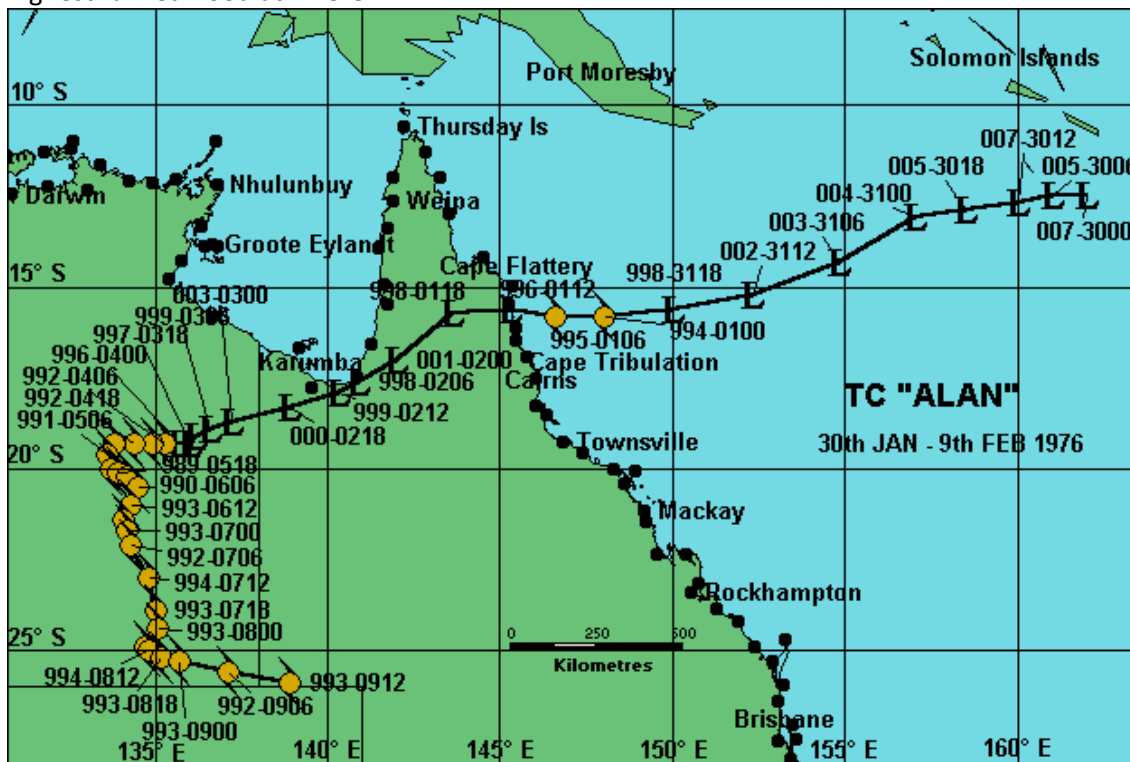 Solomon Islands
Port Moresby
10° S
Thursday Is
007-3012
005-3018
005-3006
004-3100
Darwin
Nhulunbuy
Weipa
003-3106
007-3000
Groote Eylandt
002-3112
Cape Flattery
998-3118
15° S
998-0118
996-0112
003-0300
994-0100
995-0106
997-0318
Karumba
001-0200
Cape Tribulation
996-0400
998-0206
Cairns
992-0406
999-0212
TC "ALAN"
992-0418
000-0218
991-0506
Townsville
30th JAN - 9th FEB 1976
20° S
989-0518
990-0606
993-0612
Mackay
993-0700
992-0706
994-0712
Rockhampton
993-0718
993-0800
25° S
0 250 500
Kilometres
994-0812
993-0912
993-0818
992-0906
993-0900
Brisbane
135° E 140° E 145° E 150° E 155° E 160° E